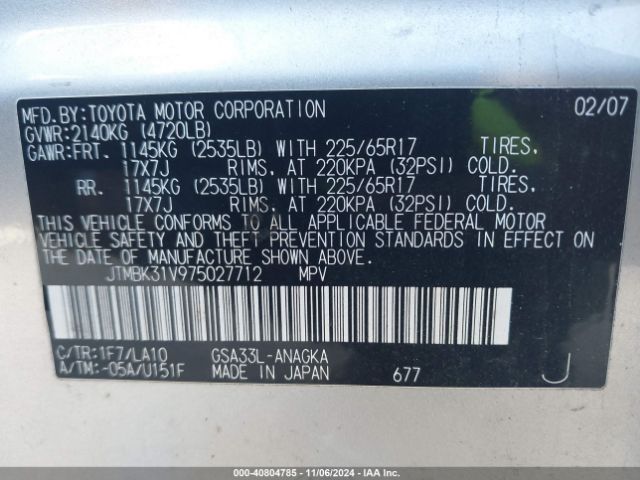 MFD.BY:TOYOTA MOTOR CORPORATION 02/07
GVWR:2140KG (4720LB)
GAWR:FRT. 1145KG (2535LB) WITH 225/65R17 TIRES,
17X7J RIMS, AT 220KPA (32PSI) COLD.
RR. 1145KG (2535LB) WITH 225/65R17 TIRES,
17X7J RIMS, AT 220KPA (32PSI) COLD.
THIS VEHICLE CONFORMS TO ALL APPLICABLE FEDERAL MOTOR
VEHICLE SAFETY AND THEFT PREVENTION STANDARDS IN EFFECT ON
THE DATE OF MANUFACTURE SHOWN ABOVE.
JTMBK31V975027712 MPV
C/TR:1F7/LA10 GSA33L-ANAGKA
A/TM:-05A/U151F MADE IN JAPAN 677 J
000-40804785 - 11/06/2024 - IAA Inc.